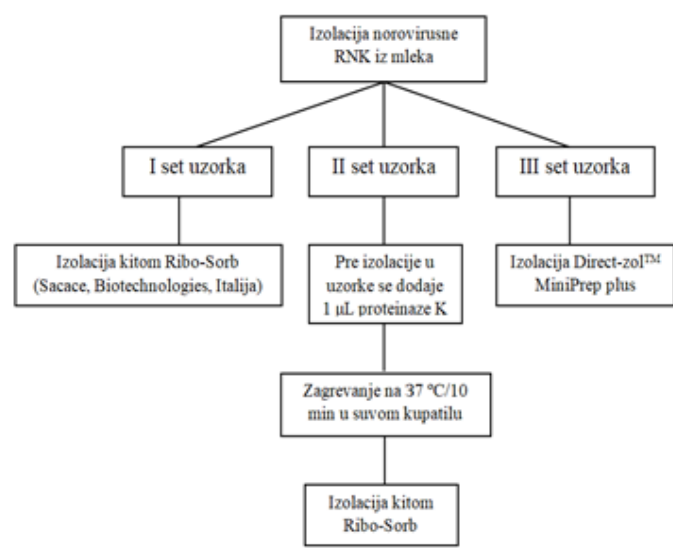 Izolacija norovirusne
RNK iz mleka
I set uzorka
II set uzorka
III set uzorka
Izolacija kitom Ribo-Sorb
(Sacace, Biotechnologies, Italija)
Pre izolacije u
uzorke se dodaje
1 µL proteinaze K
Izolacija Direct-zol™
MiniPrep plus
Zagrevanje na 37 °C/10
min u suvom kupatilu
Izolacija kitom
Ribo-Sorb